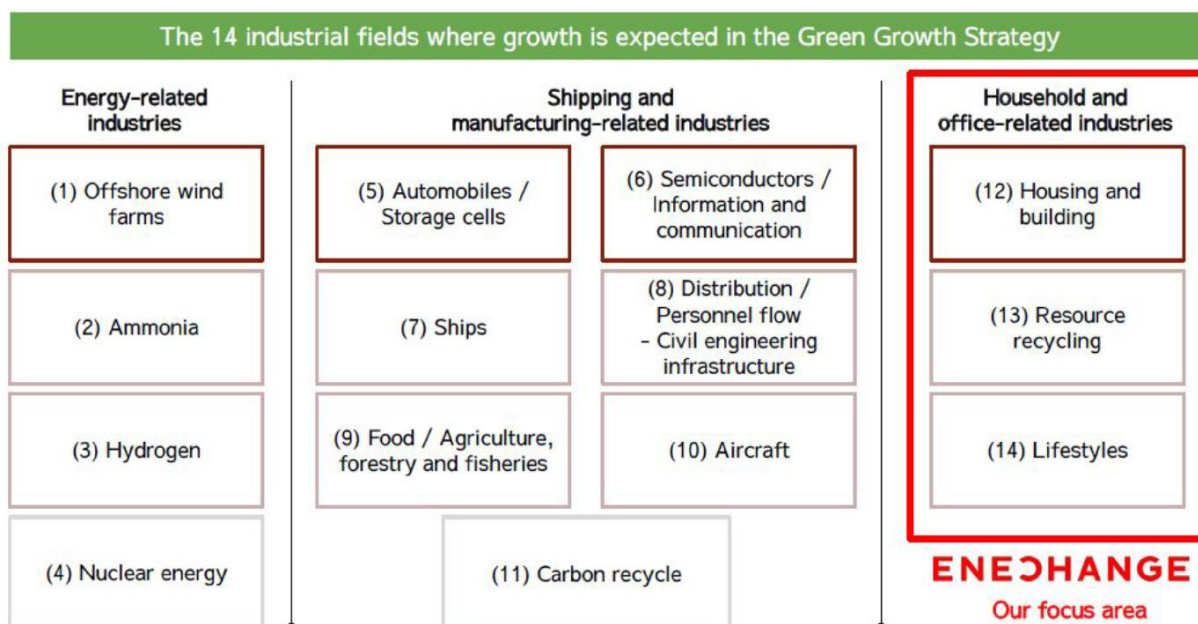 The 14 industrial fields where growth is expected in the Green Growth Strategy
Energy-related
industries
(1) Offshore wind
farms
(2) Ammonia
(3) Hydrogen
(4) Nuclear energy
Shipping and
manufacturing-related industries
(5) Automobiles /
Storage cells
(6) Semiconductors /
Information and
communication
(7) Ships
(8) Distribution /
Personnel flow
- Civil engineering
infrastructure
(9) Food / Agriculture,
forestry and fisheries
(10) Aircraft
(11) Carbon recycle
Household and
office-related industries
(12) Housing and
building
(13) Resource
recycling
(14) Lifestyles
ENECHANGE
Our focus area